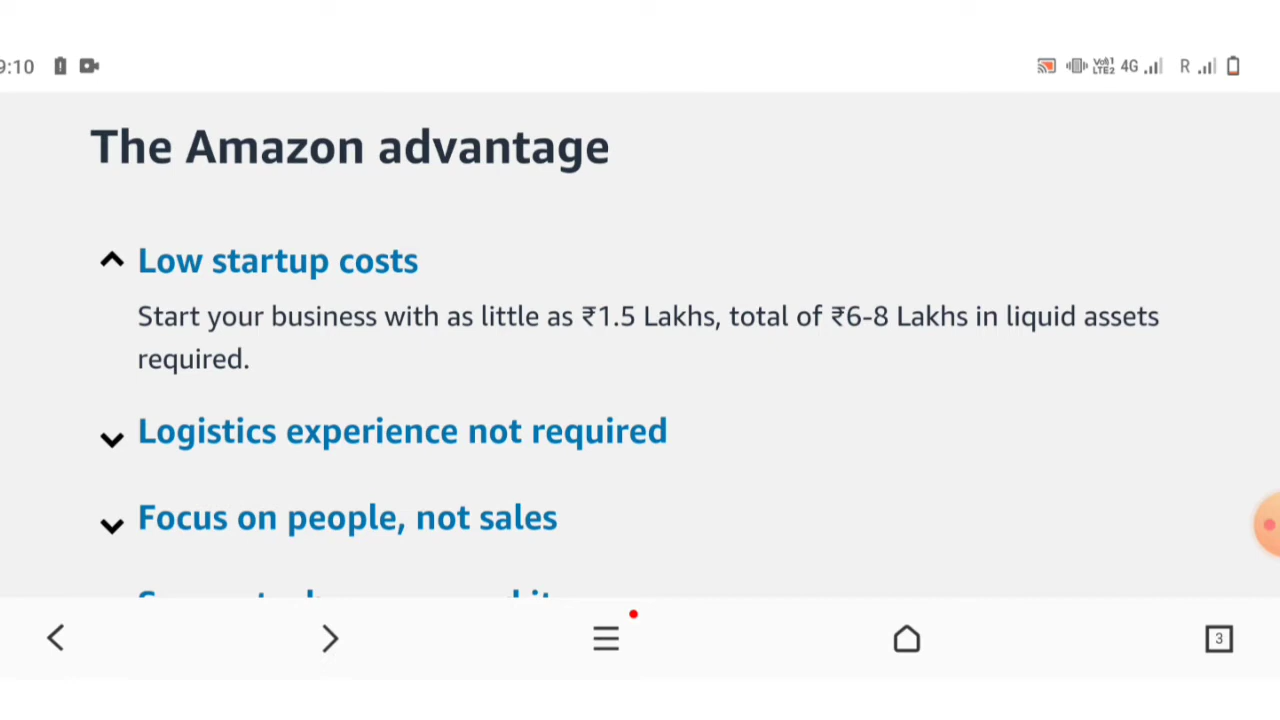 9:10 4G R
The Amazon advantage
Low startup costs
Start your business with as little as ₹1.5 Lakhs, total of ₹6-8 Lakhs in liquid assets
required.
Logistics experience not required
Focus on people, not sales
3